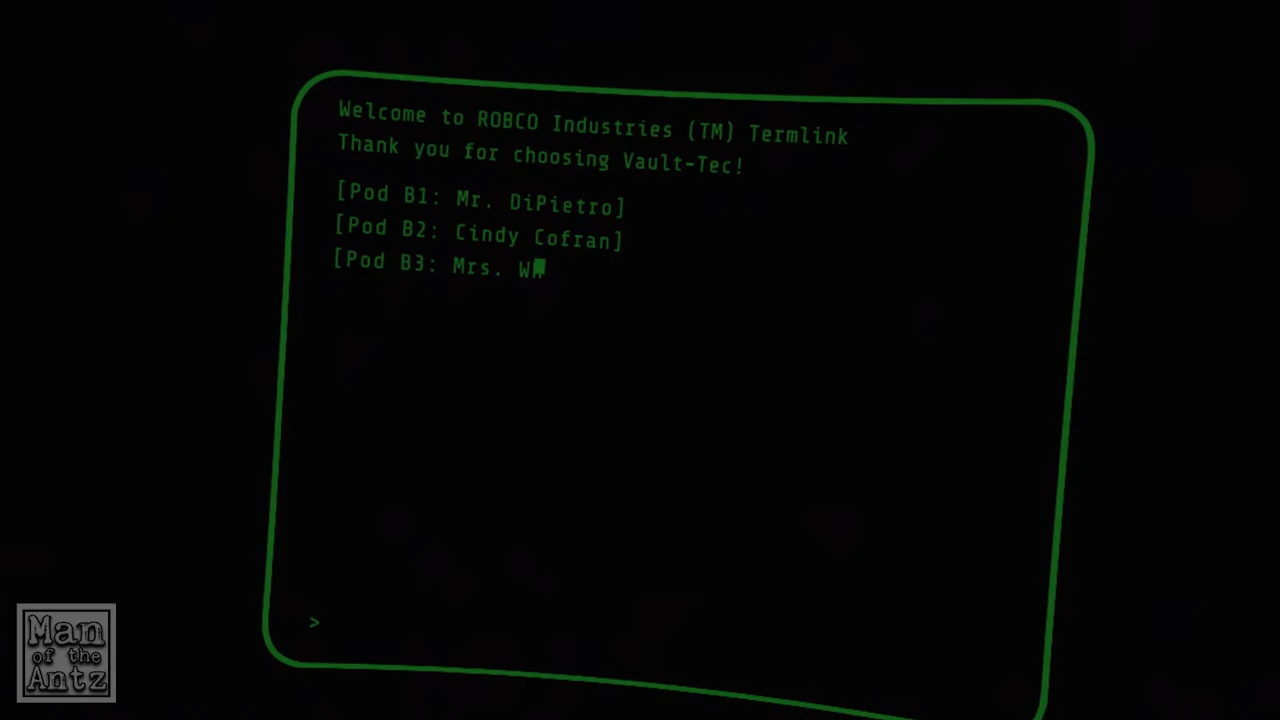 Welcome to ROBCO Industries (TM) Termlink
Thank you for choosing Vault-Tec!
[Pod B1: Mr. DiPietro]
[Pod B2: Cindy Cofran]
[Pod B3: Mrs. W
>
Man
of the
Antz